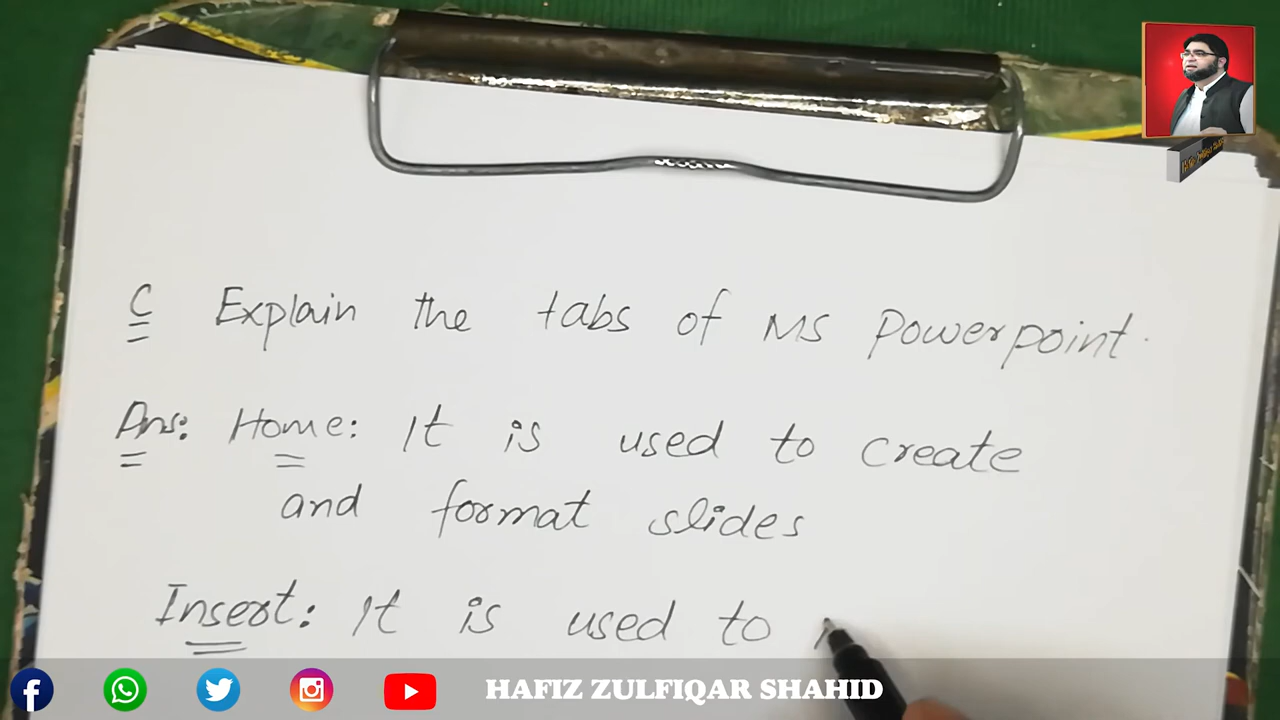 C Explain the tabs of MS Powerpoint.
Ans: Home: It is used to create
and format slides
Insert: It is used to
HAFIZ ZULFIQAR SHAHID